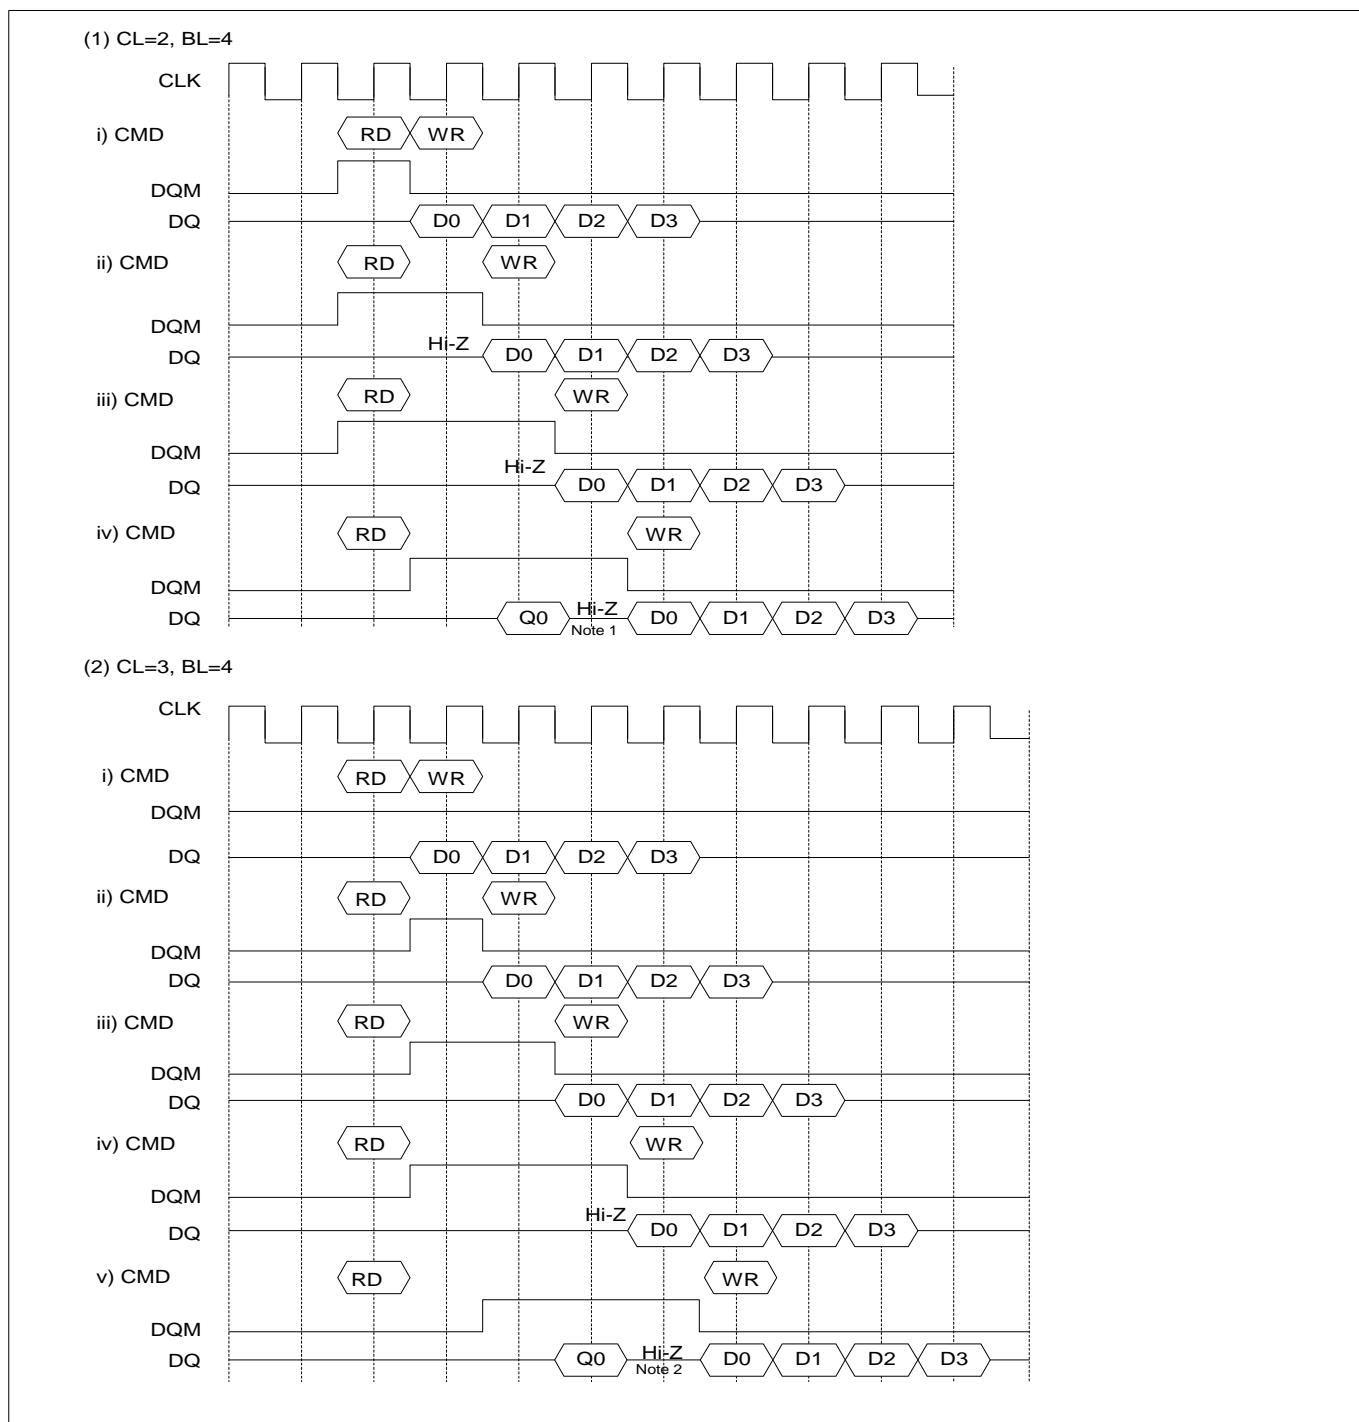 (1) CL=2, BL=4
CLK
i) CMD RD WR
DQM
DQ D0 D1 D2 D3
ii) CMD RD WR
DQM
Hi-Z
DQ D0 D1 D2 D3
iii) CMD RD WR
DQM
Hi-Z
DQ D0 D1 D2 D3
iv) CMD RD WR
DQM
DQ Q0 Hi-Z D0 D1 D2 D3
Note 1
(2) CL=3, BL=4
CLK
i) CMD RD WR
DQM
DQ D0 D1 D2 D3
ii) CMD RD WR
DQM
DQ D0 D1 D2 D3
iii) CMD RD WR
DQM
DQ D0 D1 D2 D3
iv) CMD RD WR
DQM
Hi-Z
DQ D0 D1 D2 D3
v) CMD RD WR
DQM
DQ Q0 Hi-Z D0 D1 D2 D3
Note 2